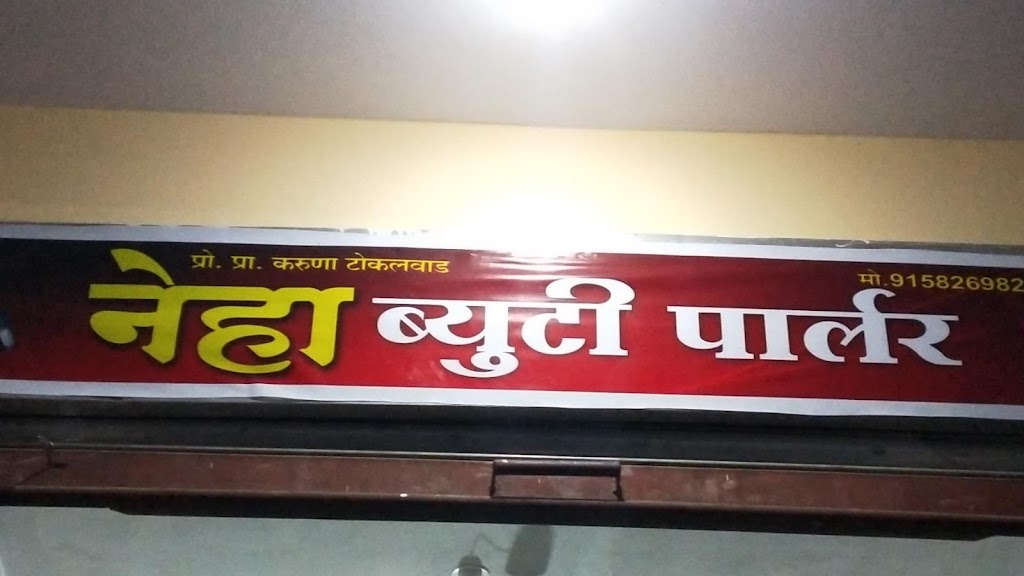 प्रो. प्रा. करुणा टोकलवाड
मो.915826982
नेहा ब्युटी पार्लर